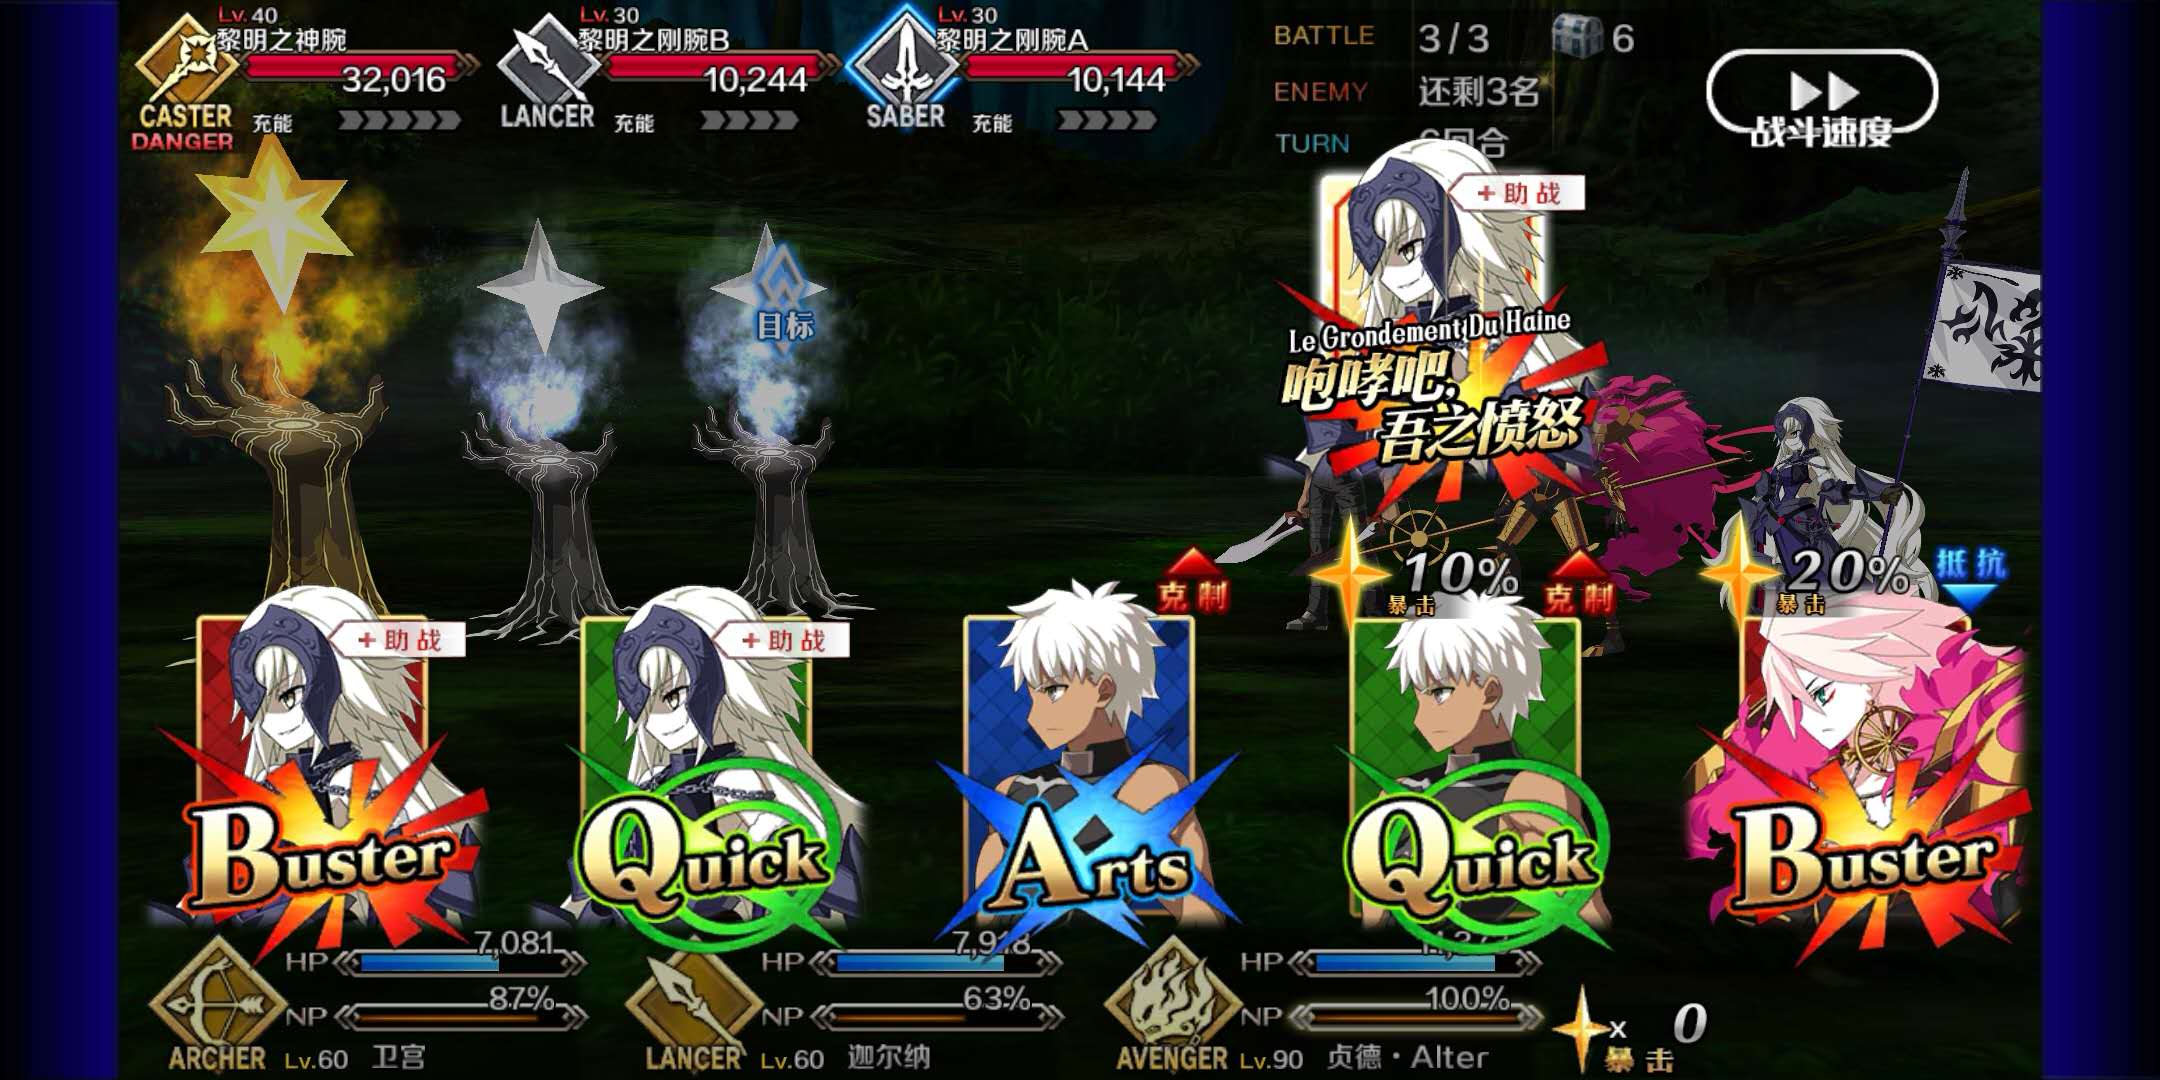 Lv.40
黎明之神腕
32,016
CASTER
DANGER
充能
Lv.30
黎明之刚腕B
10,244
LANCER
充能
Lv.30
黎明之刚腕A
10,144
SABER
充能
BATTLE 3/3
6
ENEMY 还剩3名
TURN 6回合
战斗速度
目标
+助战
Le Grondement Du Haine
咆哮吧,
吾之愤怒
+助战
Buster
+助战
Quick
克制
Arts
10%
暴击
克制
Quick
20%
暴击
抵抗
Buster
HP 7,081
NP 87%
ARCHER Lv.60 卫宫
HP 7,918
NP 63%
LANCER Lv.60 迦尔纳
HP
NP 100%
AVENGER Lv.90 贞德·Alter
x 0
暴击